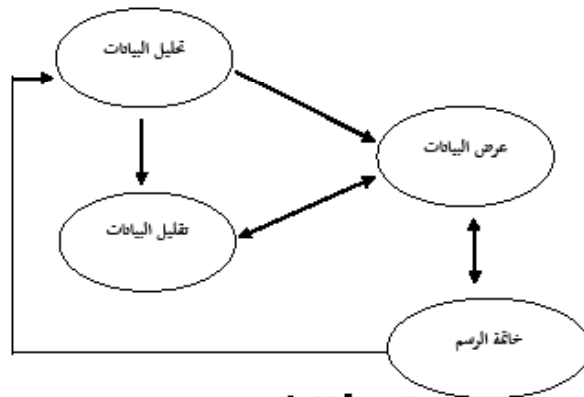 تحليل البيانات
عرض البيانات
تقليل البيانات
خاتمة الرسم